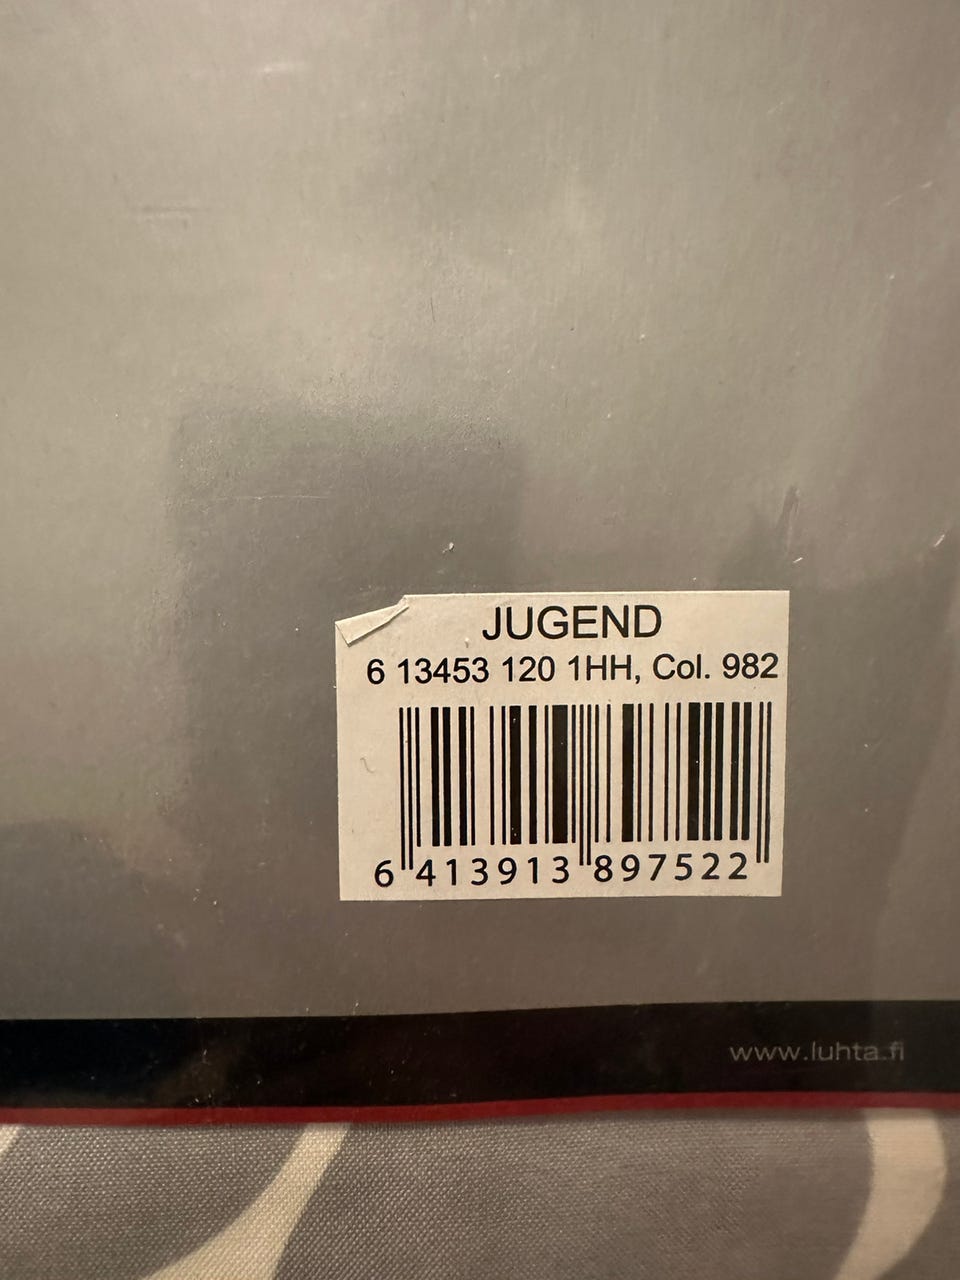 JUGEND
6 13453 120 1HH, Col. 982
6 413913 897522
www.luhta.fi